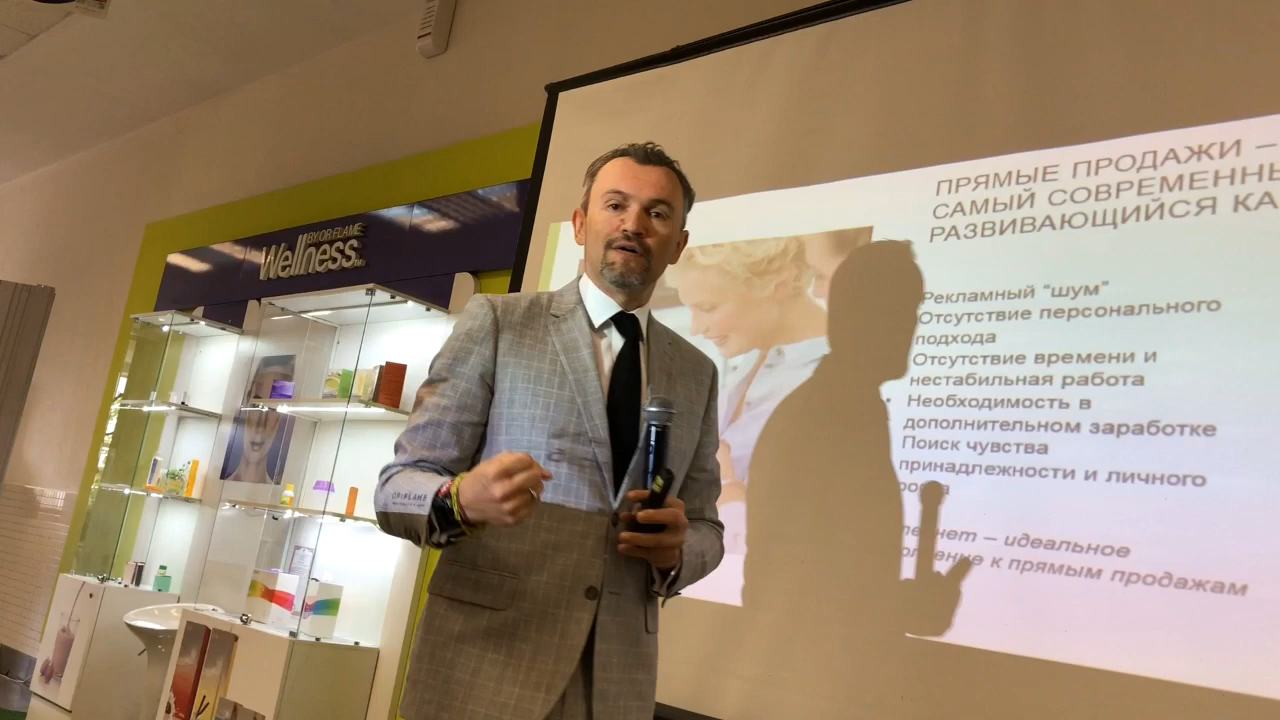 BY ORIFLAME
Wellness
ORIFLAME
ПРЯМЫЕ ПРОДАЖИ –
САМЫЙ СОВРЕМЕННЫ
РАЗВИВАЮЩИЙСЯ КА
Рекламный “шум”
Отсутствие персонального
подхода
Отсутствие времени и
нестабильная работа
• Необходимость в
дополнительном заработке
Поиск чувства
принадлежности и личного
роста
– идеальное
к прямым продажам